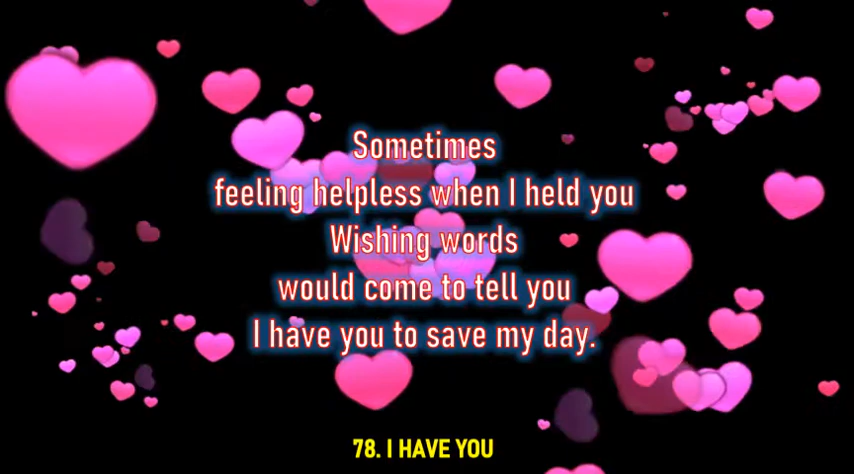 Sometimes
feeling helpless when I held you
Wishing words
would come to tell you
I have you to save my day.
78. I HAVE YOU